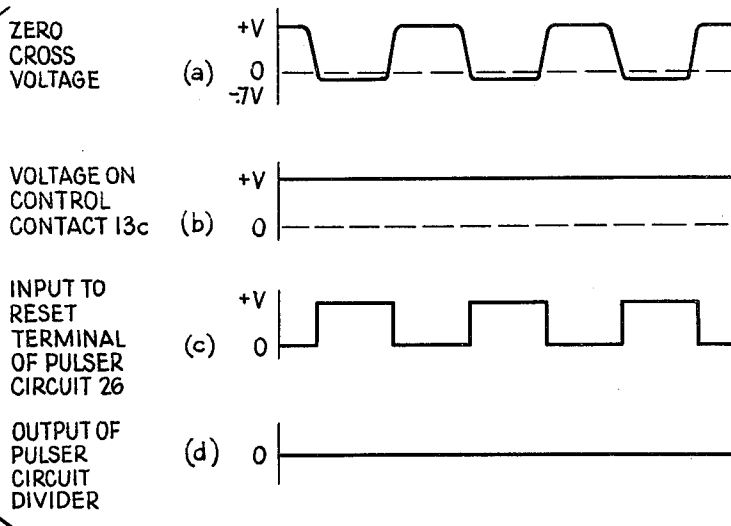 ZERO
CROSS
VOLTAGE
(a)
+V
0
-.7V
VOLTAGE ON
CONTROL
CONTACT 13c
(b)
+V
0
INPUT TO
RESET
TERMINAL
OF PULSER
CIRCUIT 26
(c)
+V
0
OUTPUT OF
PULSER
CIRCUIT
DIVIDER
(d)
0